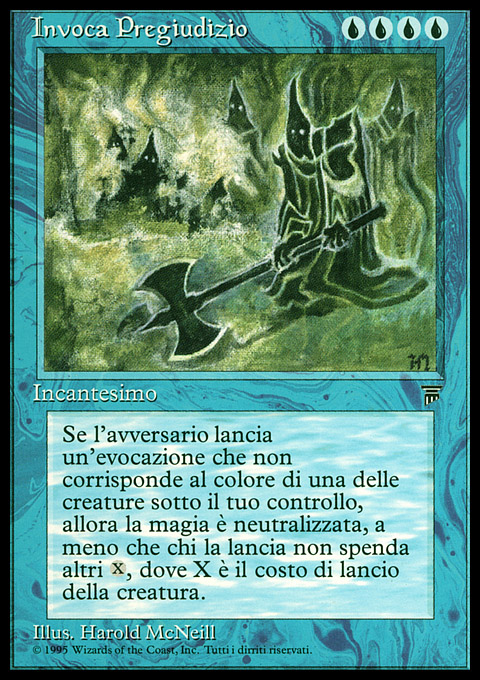 Invoca Pregiudizio
Incantesimo
Se l'avversario lancia
un'evocazione che non
corrisponde al colore di una delle
creature sotto il tuo controllo,
allora la magia è neutralizzata, a
meno che chi la lancia non spenda
altri X, dove X è il costo di lancio
della creatura.
Illus. Harold McNeill
© 1995 Wizards of the Coast, Inc. Tutti i dirriti riservati.